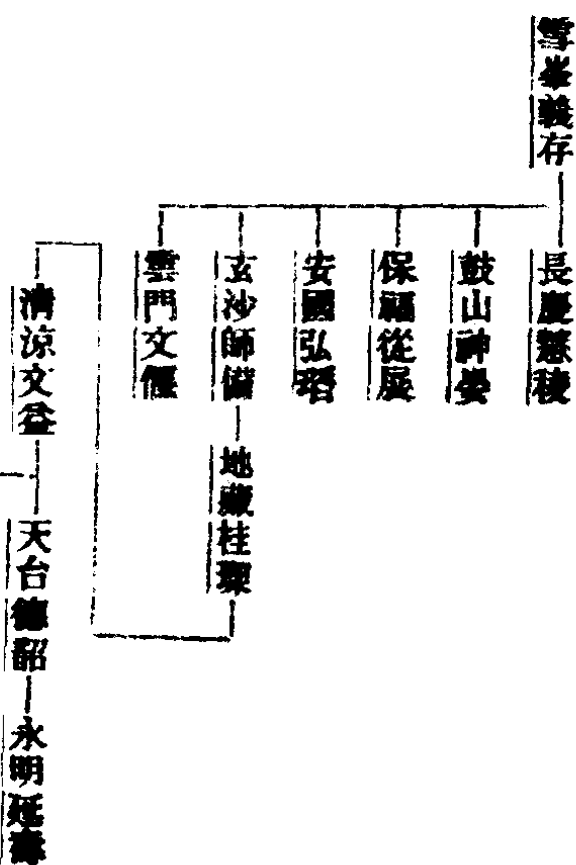 雪峯義存
長慶慧稜
鼓山神晏
保福從展
安國弘瑫
玄沙師備
地藏桂琛
雲門文偃
清涼文益
天台德韶
永明延壽